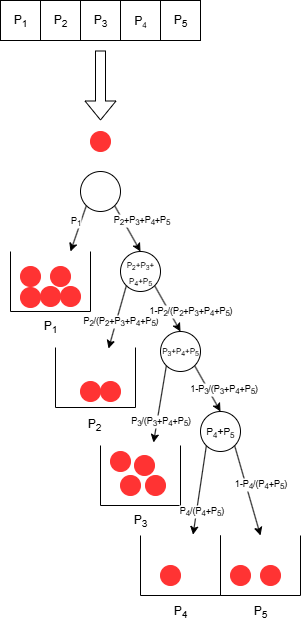 P₁ P₂ P₃ P₄ P₅
P₁ P₂+P₃+P₄+P₅
P₂+P₃+
P₄+P₅
P₁
P₂/(P₂+P₃+P₄+P₅) 1-P₂/(P₂+P₃+P₄+P₅)
P₃+P₄+P₅
P₂
P₃/(P₃+P₄+P₅) 1-P₃/(P₃+P₄+P₅)
P₄+P₅
P₃
P₄/(P₄+P₅) 1-P₄/(P₄+P₅)
P₄ P₅